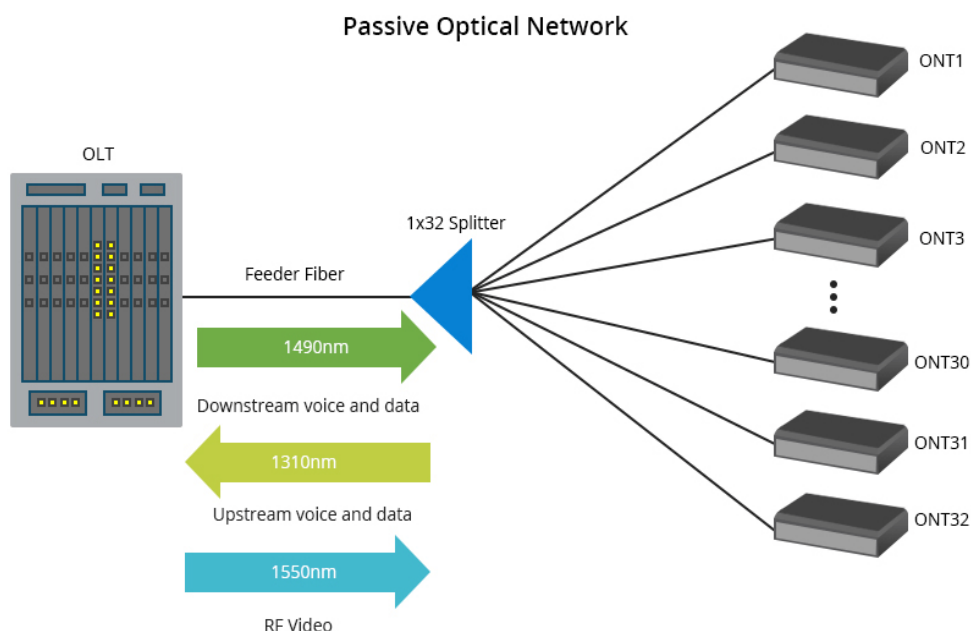 Passive Optical Network
OLT
Feeder Fiber
1x32 Splitter
1490nm
Downstream voice and data
1310nm
Upstream voice and data
1550nm
RF Video
ONT1
ONT2
ONT3
ONT30
ONT31
ONT32